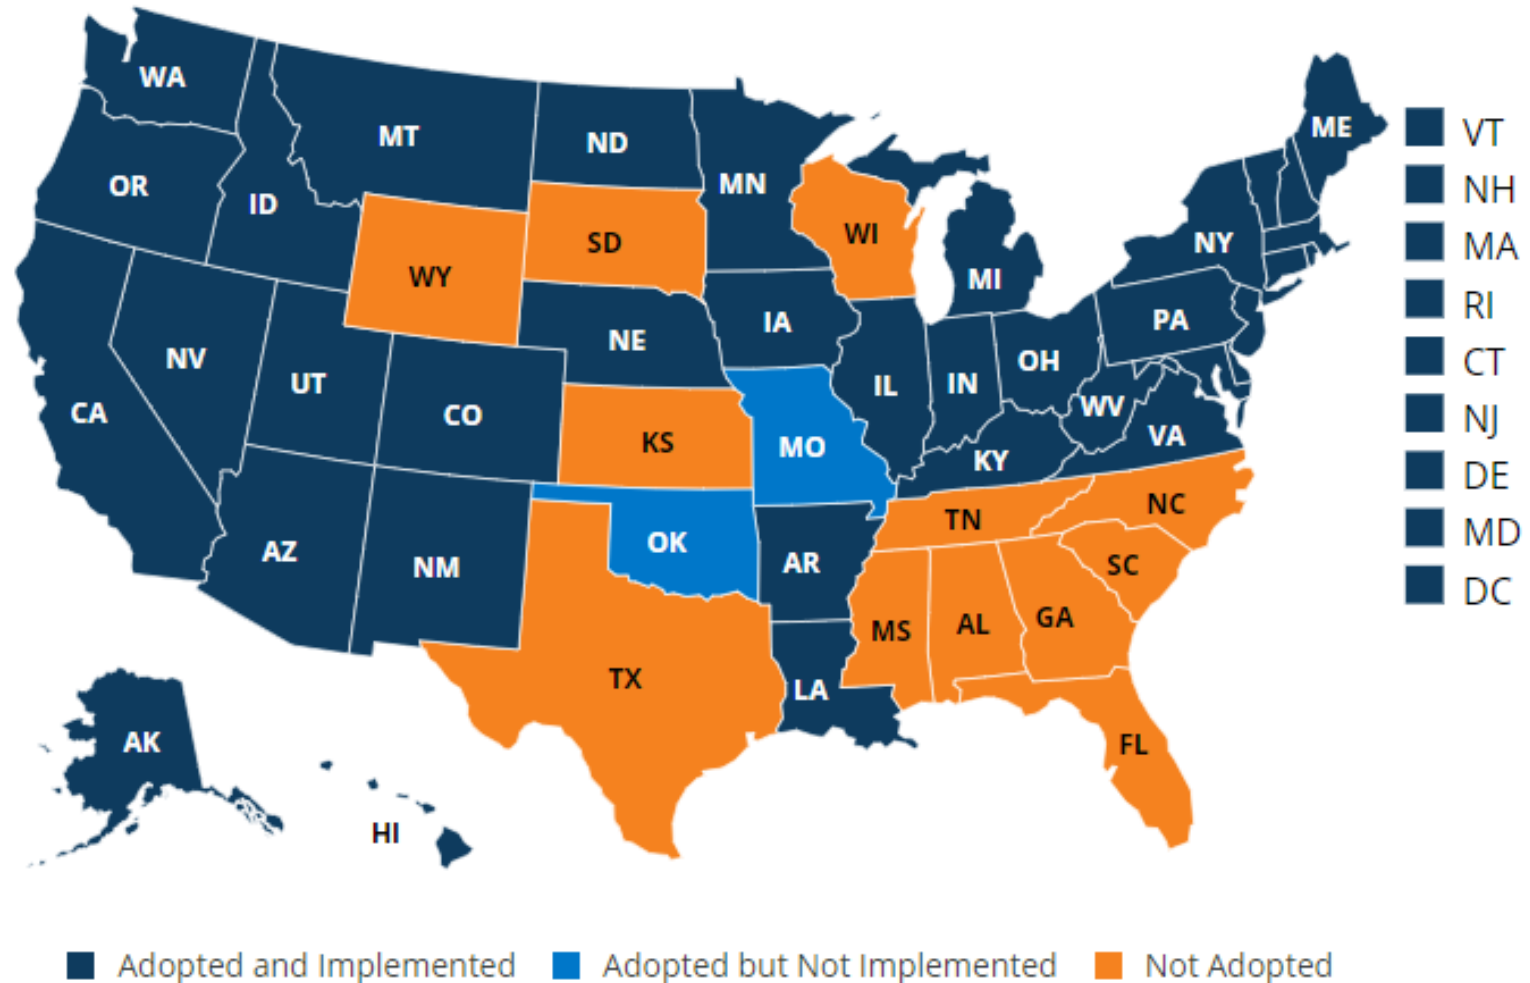 WA
MT
ND
MN
ME
VT
OR
ID
WY
SD
WI
MI
NY
NH
MA
NV
UT
CO
NE
IA
IL
IN
OH
PA
RI
CA
KS
MO
KY
WV
VA
CT
NJ
AZ
NM
OK
AR
TN
NC
SC
DE
MD
TX
LA
MS
AL
GA
FL
DC
AK
HI
Adopted and Implemented
Adopted but Not Implemented
Not Adopted